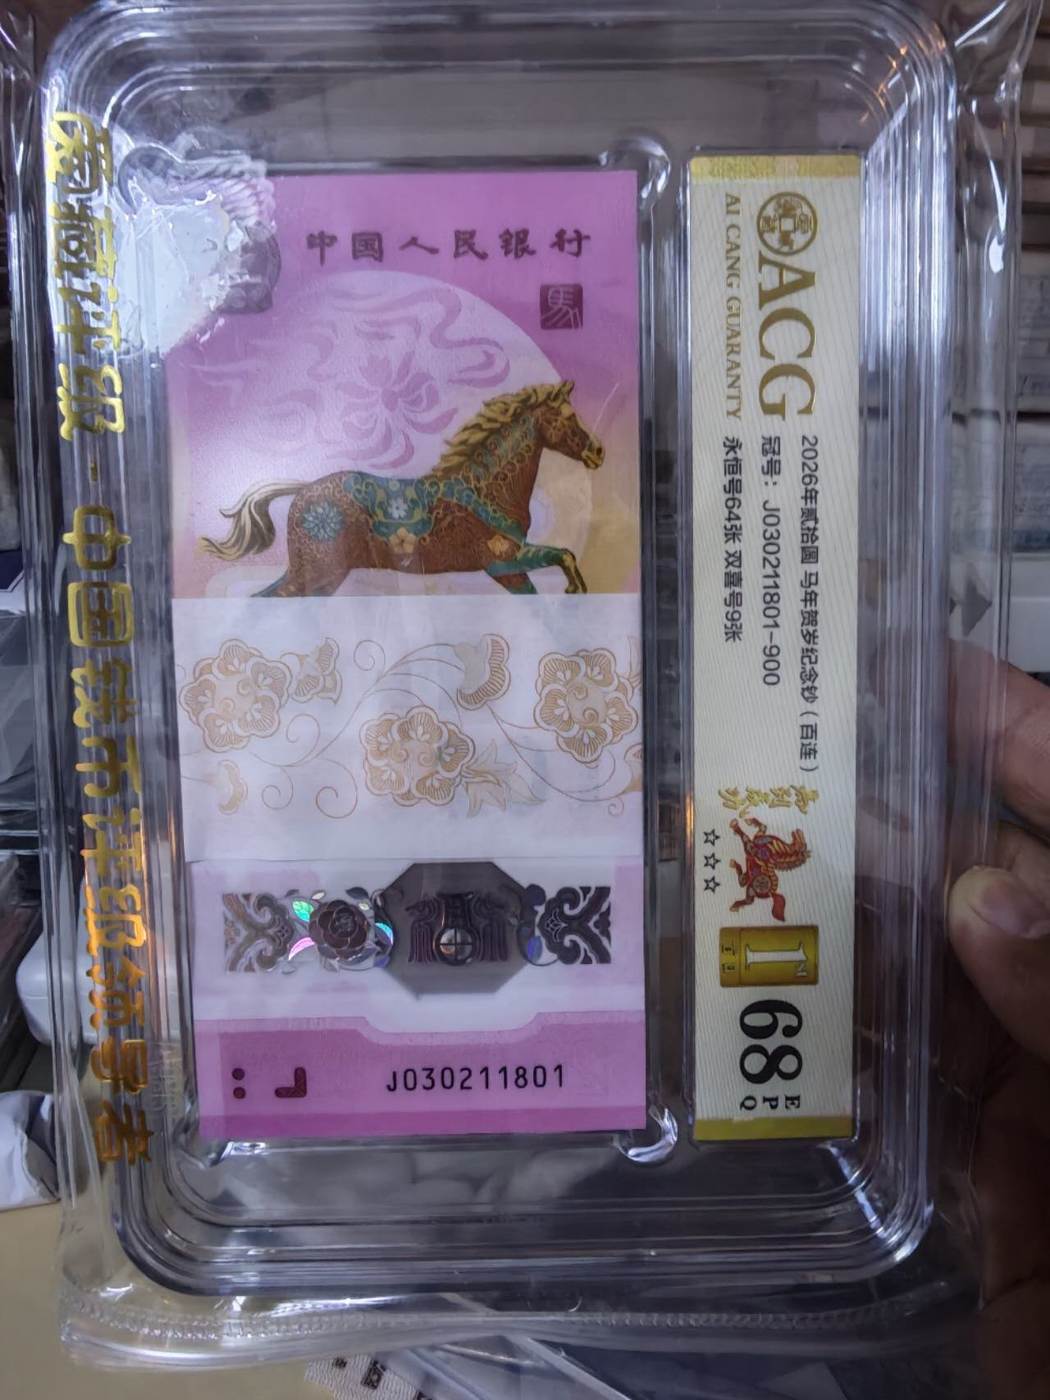 中国人民银行
馬
J030211801
爱藏评级·中国钱币评级领导者
ACG
AI CANG GUARANTY
2026年贰拾圆 马年贺岁纪念钞（百连）
冠号：J030211801-900
永恒号64张 双喜号9张
☆☆☆
1ST
68
E
P
Q